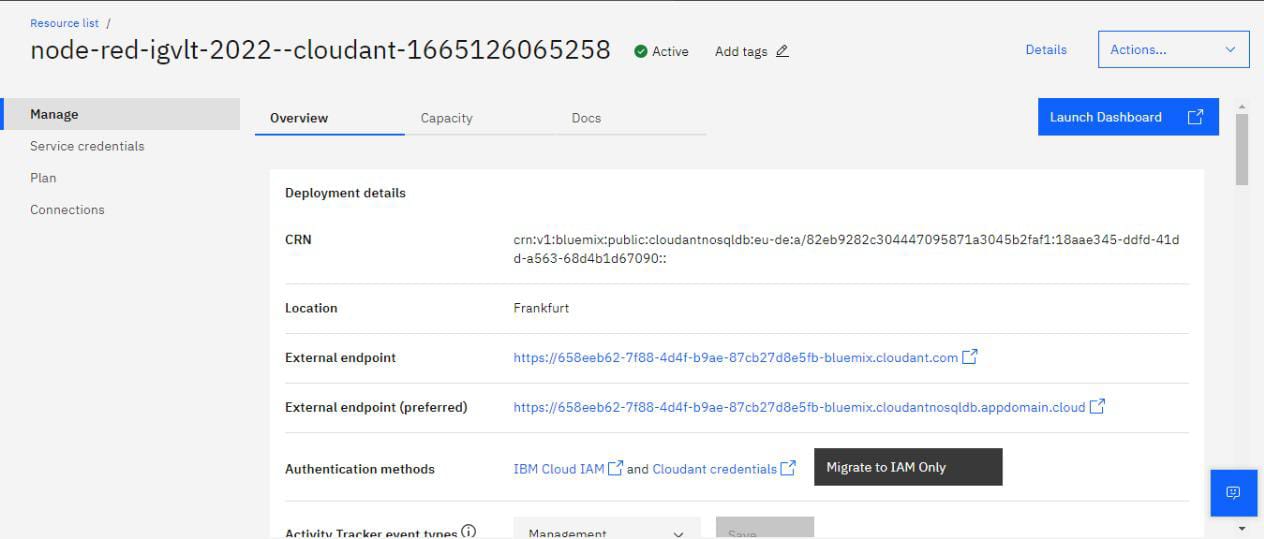 Resource list /
node-red-igvlt-2022--cloudant-1665126065258 Active Add tags Details Actions...
Manage
Service credentials
Plan
Connections
Overview Capacity Docs Launch Dashboard
Deployment details
CRN crn:v1:bluemix:public:cloudantnosqldb:eu-de:a/82eb9282c304447095871a3045b2faf1:18aae345-ddfd-41d
d-a563-68d4b1d67090::
Location Frankfurt
External endpoint https://658eeb62-7f88-4d4f-b9ae-87cb27d8e5fb-bluemix.cloudant.com
External endpoint (preferred) https://658eeb62-7f88-4d4f-b9ae-87cb27d8e5fb-bluemix.cloudantnosqldb.appdomain.cloud
Authentication methods IBM Cloud IAM and Cloudant credentials Migrate to IAM Only
Activity Tracker event types Management Save